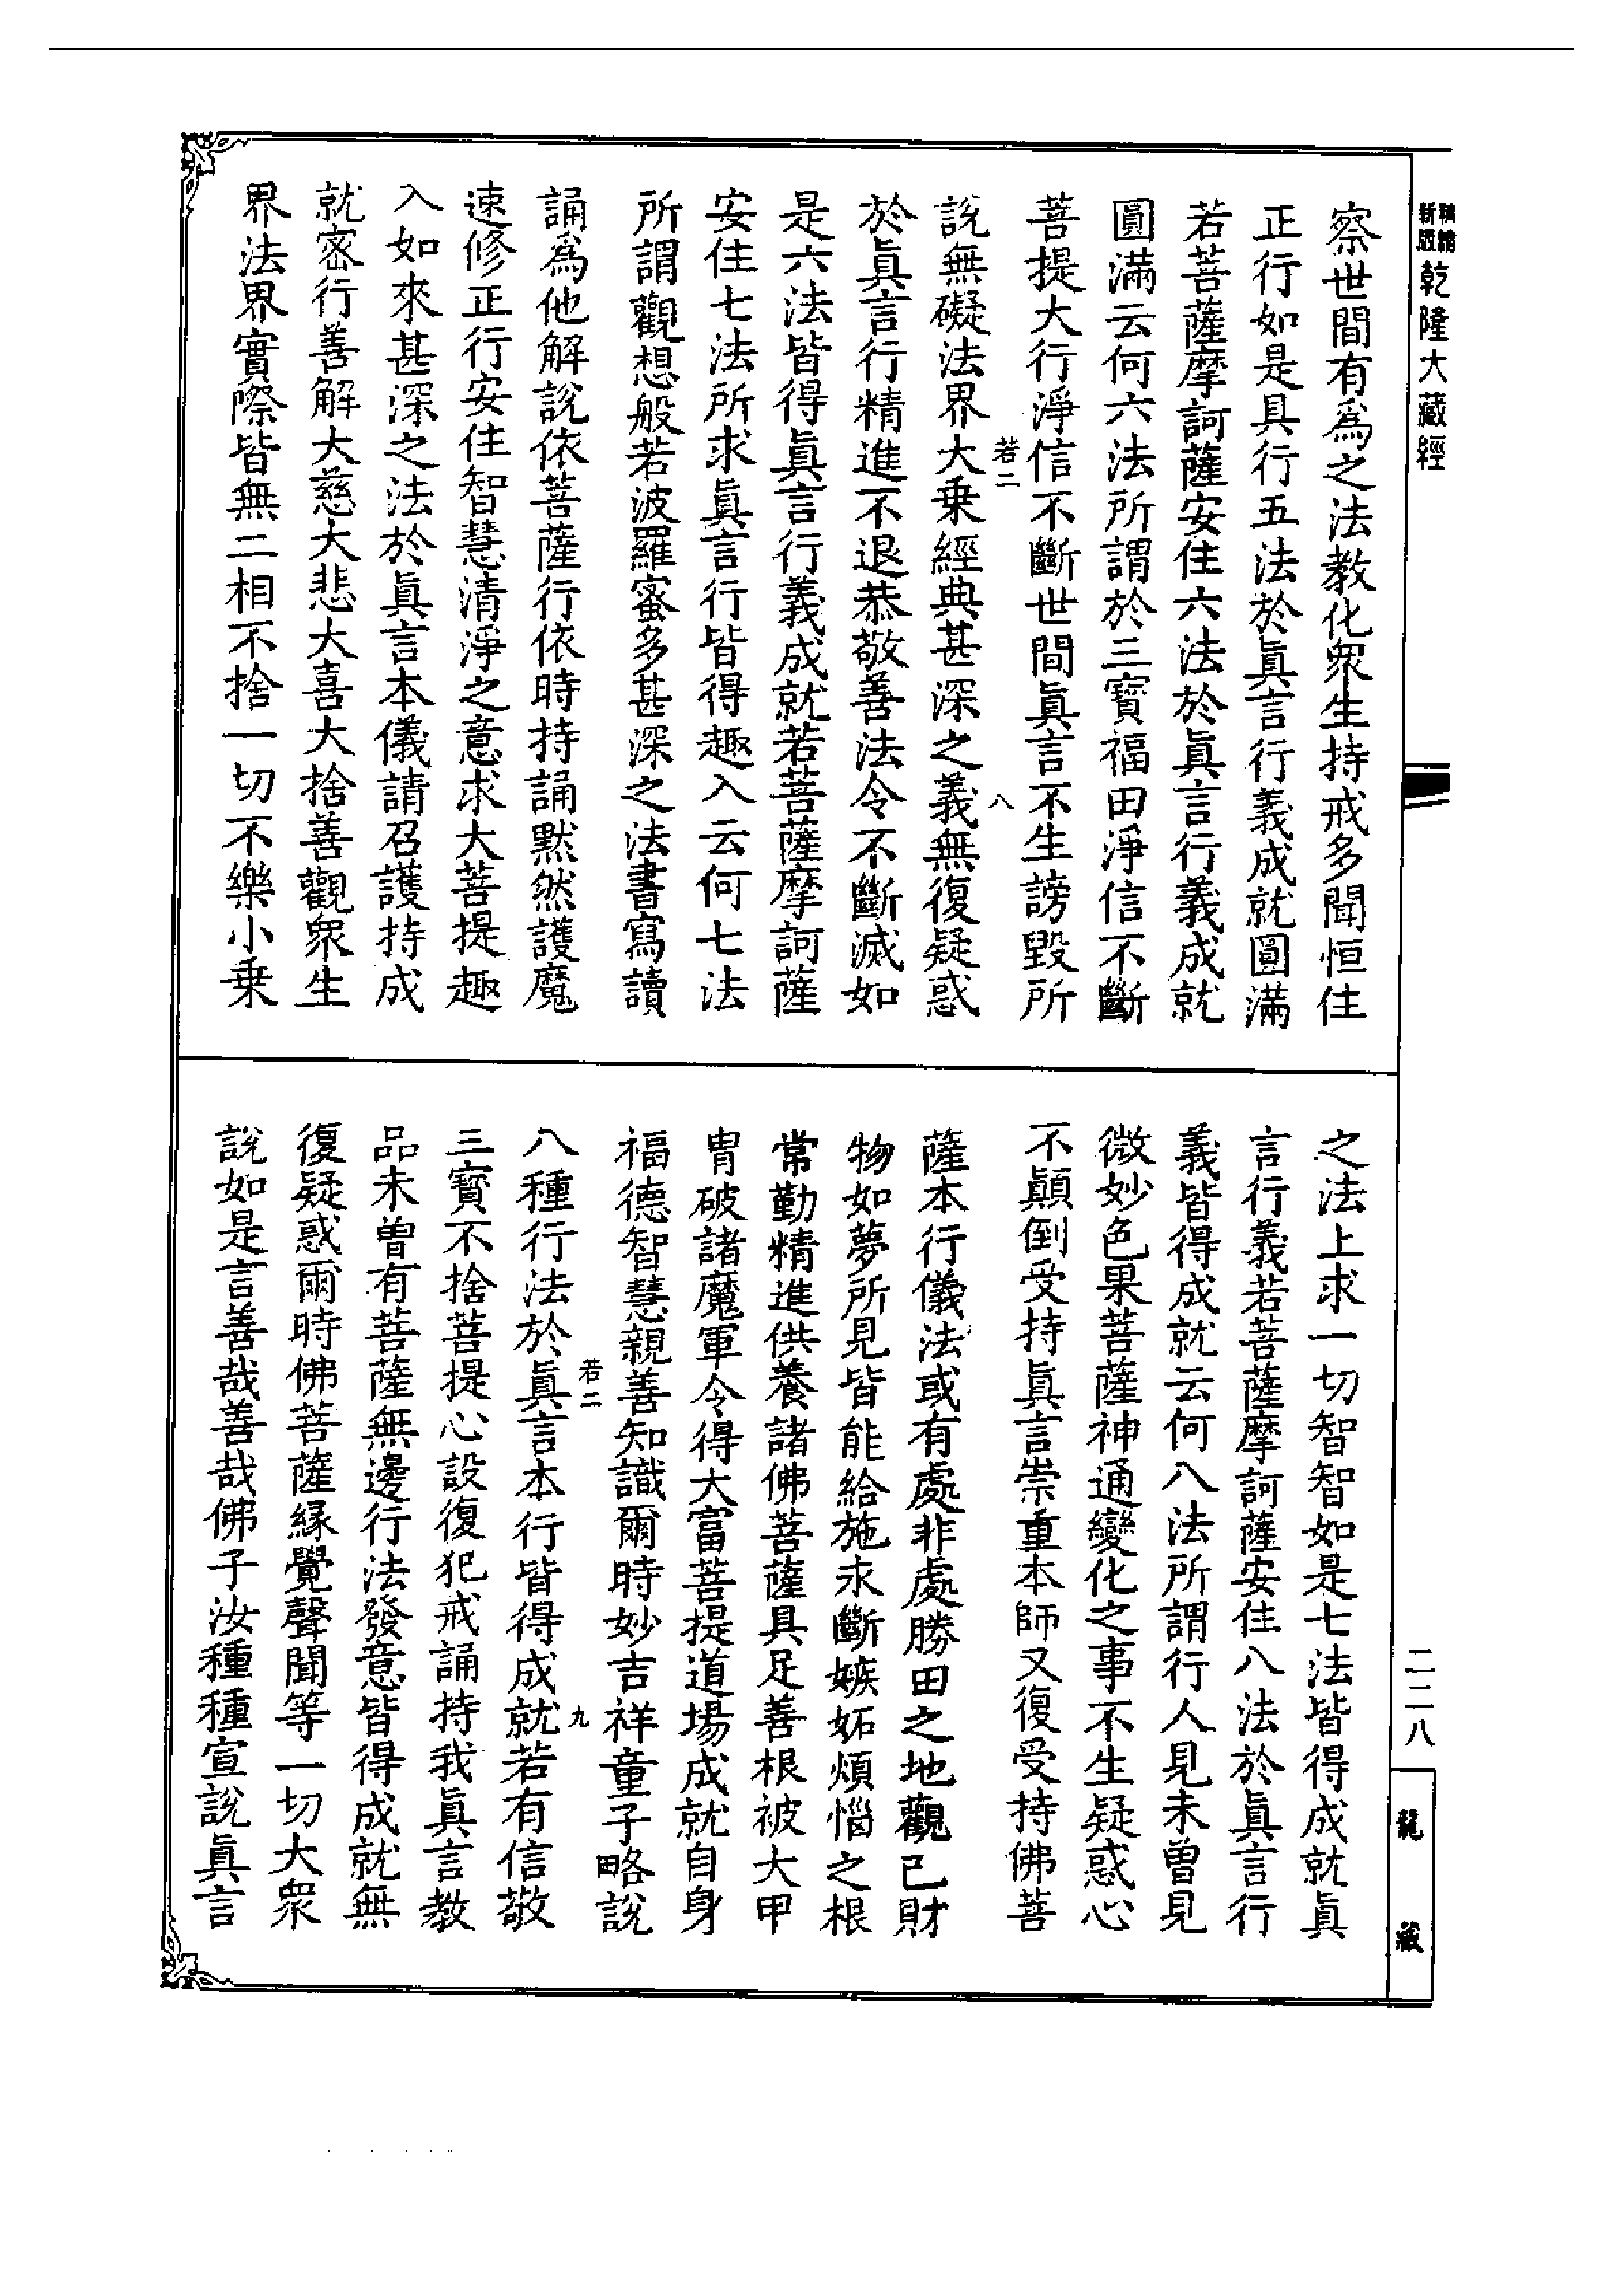 精繕
新版
乾隆大藏經
察世間有爲之法教化眾生持戒多聞恒住
正行如是具行五法於眞言行義成就圓滿
若菩薩摩訶薩安住六法於眞言行義成就
圓滿云何六法所謂於三寶福田淨信不斷
菩提大行淨信不斷世間眞言不生謗毀所
若二
八
說無礙法界大乗經典甚深之義無復疑惑
於眞言行精進不退恭敬善法令不斷滅如
是六法皆得眞言行義成就若菩薩摩訶薩
安住七法所求眞言行皆得趣入云何七法
所謂觀想般若波羅蜜多甚深之法書寫讀
誦爲他解說依菩薩行依時持誦默然護魔
速修正行安住智慧清淨之意求大菩提趣
入如來甚深之法於眞言本儀請召護持成
就密行善解大慈大悲大喜大捨善觀眾生
界法界實際皆無二相不捨一切不樂小乗
之法上求一切智智如是七法皆得成就眞
言行義若菩薩摩訶薩安住八法於眞言行
義皆得成就云何八法所謂行人見未曾見
微妙色果菩薩神通變化之事不生疑惑心
不顚倒受持眞言崇重本師又復受持佛菩
薩本行儀法或有處非處勝田之地觀已財
物如夢所見皆能給施永斷嫉妬煩惱之根
常勤精進供養諸佛菩薩具足善根被大甲
冑破諸魔軍令得大富菩提道場成就自身
福德智慧親善知識爾時妙吉祥童子略說
若二
九
八種行法於眞言本行皆得成就若有信敬
三寶不捨菩提心設復犯戒誦持我眞言教
品未曾有菩薩無邊行法發意皆得成就無
復疑惑爾時佛菩薩緣覺聲聞等一切大眾
說如是言善哉善哉佛子汝種種宣說眞言
二二八
龍藏